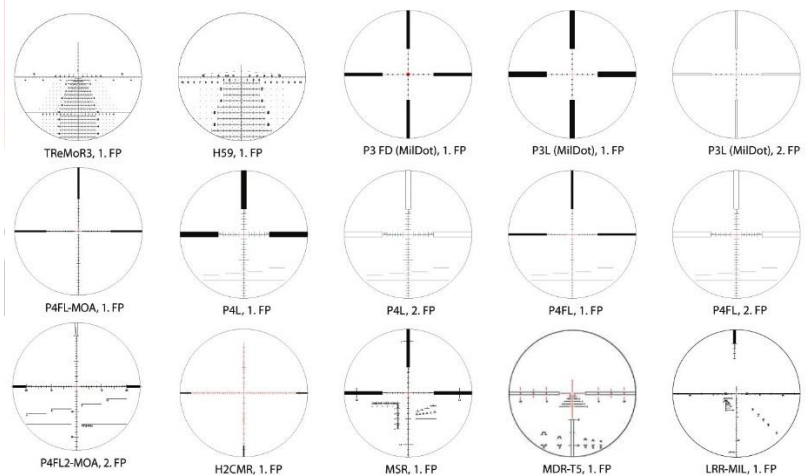 TReMoR3, 1. FP
H59, 1. FP
P3 FD (MilDot), 1. FP
P3L (MilDot), 1. FP
P3L (MilDot), 2. FP
P4FL-MOA, 1. FP
P4L, 1. FP
P4L, 2. FP
P4FL, 1. FP
P4FL, 2. FP
P4FL2-MOA, 2. FP
H2CMR, 1. FP
MSR, 1. FP
MDR-T5, 1. FP
LRR-MIL, 1. FP